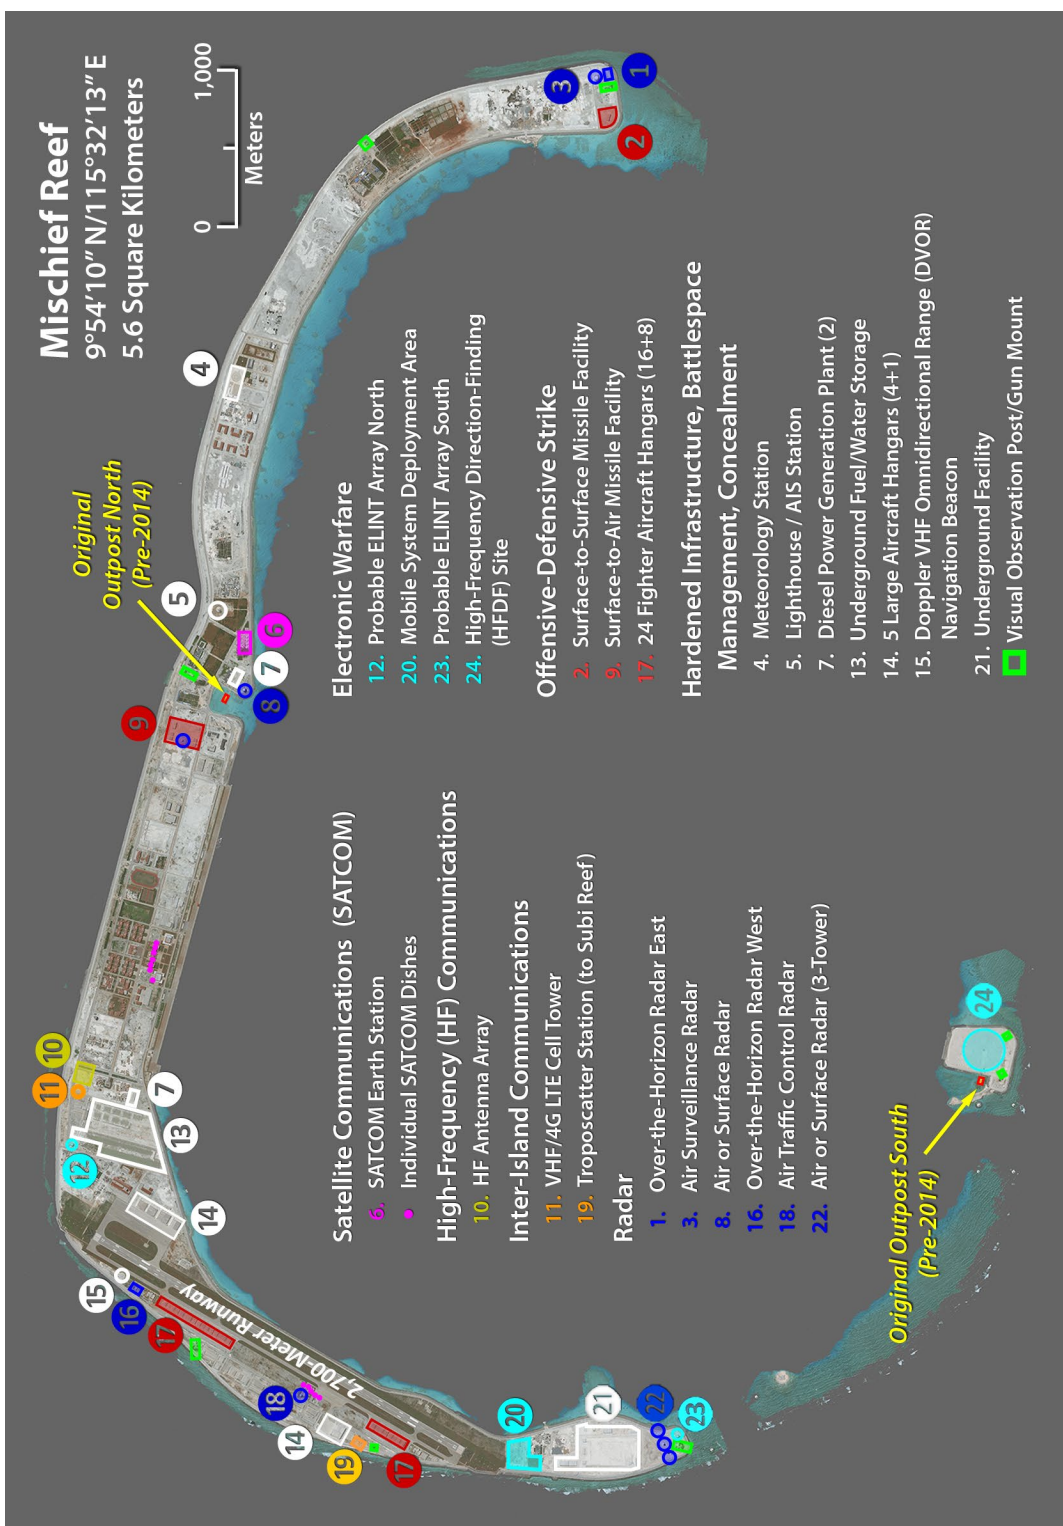 Mischief Reef
9°54′10″N/115°32′13″E
5.6 Square Kilometers
0
1,000
Meters
Original
Outpost North
(Pre-2014)
2,700-Meter Runway
1
2
3
4
5
6
7
8
9
10
11
7
12
13
14
15
16
17
18
14
19
17
20
21
22
23
24
Original Outpost South
(Pre-2014)
Satellite Communications (SATCOM)
6. SATCOM Earth Station
• Individual SATCOM Dishes
High-Frequency (HF) Communications
10. HF Antenna Array
Inter-Island Communications
11. VHF/4G LTE Cell Tower
19. Troposcatter Station (to Subi Reef)
Radar
1. Over-the-Horizon Radar East
3. Air Surveillance Radar
8. Air or Surface Radar
16. Over-the-Horizon Radar West
18. Air Traffic Control Radar
22. Air or Surface Radar (3-Tower)
Electronic Warfare
12. Probable ELINT Array North
20. Mobile System Deployment Area
23. Probable ELINT Array South
24. High-Frequency Direction-Finding
(HFDF) Site
Offensive-Defensive Strike
2. Surface-to-Surface Missile Facility
9. Surface-to-Air Missile Facility
17. 24 Fighter Aircraft Hangars (16+8)
Hardened Infrastructure, Battlespace
Management, Concealment
4. Meteorology Station
5. Lighthouse / AIS Station
7. Diesel Power Generation Plant (2)
13. Underground Fuel/Water Storage
14. 5 Large Aircraft Hangars (4+1)
15. Doppler VHF Omnidirectional Range (DVOR)
Navigation Beacon
21. Underground Facility
Visual Observation Post/Gun Mount